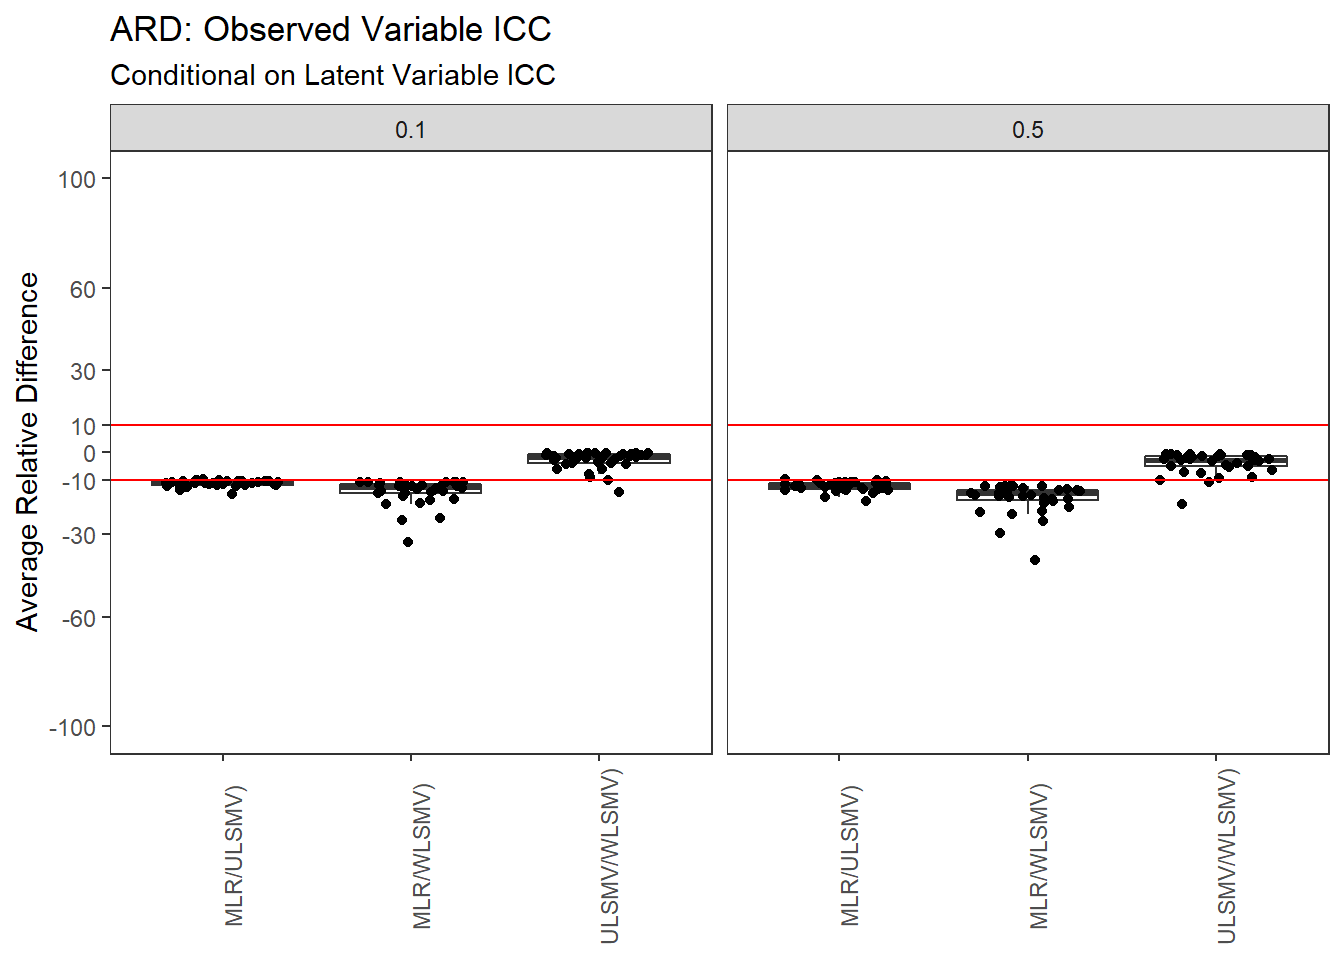 ARD: Observed Variable ICC
Conditional on Latent Variable ICC
0.1
0.5
Average Relative Difference
100
60
30
10
0
-10
-30
-60
-100
MLR/ULSMV)
MLR/WLSMV)
ULSMV/WLSMV)
MLR/ULSMV)
MLR/WLSMV)
ULSMV/WLSMV)